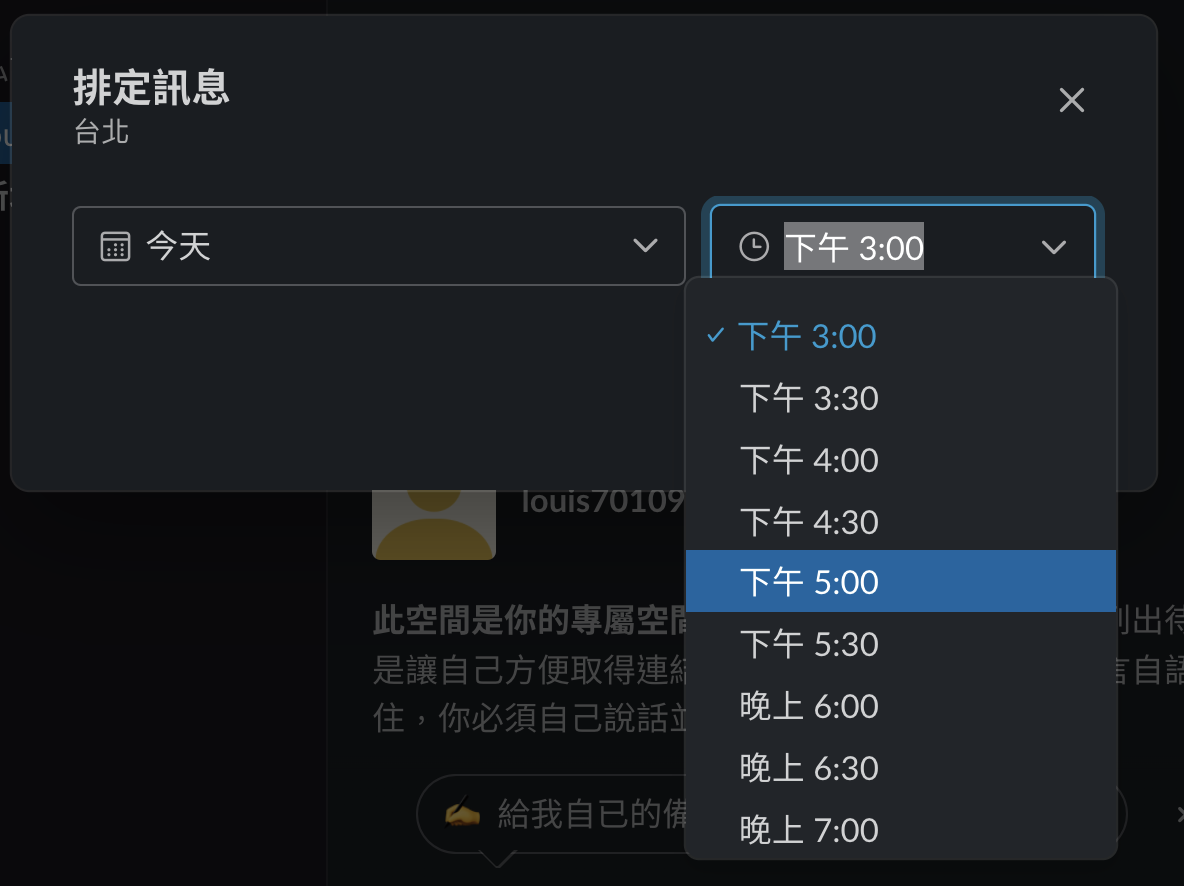 排定訊息
台北
今天
下午 3:00
下午 3:00
下午 3:30
下午 4:00
下午 4:30
下午 5:00
下午 5:30
晚上 6:00
晚上 6:30
晚上 7:00
louis70109
此空間是你的專屬空間
是讓自己方便取得連結
言自語
住，你必須自己說話並
給我自已的備